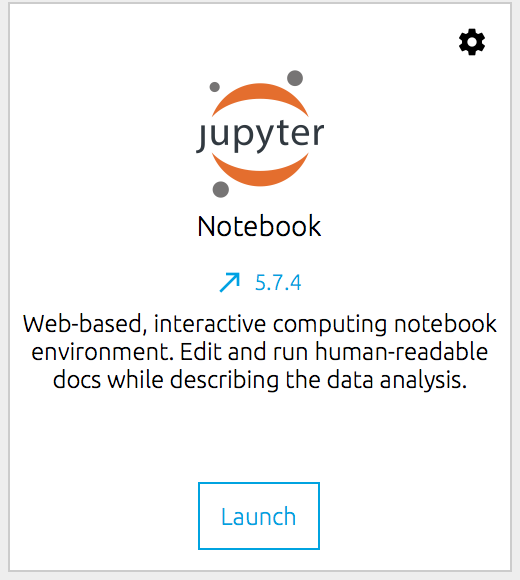 jupyter
Notebook
5.7.4
Web-based, interactive computing notebook
environment. Edit and run human-readable
docs while describing the data analysis.
Launch